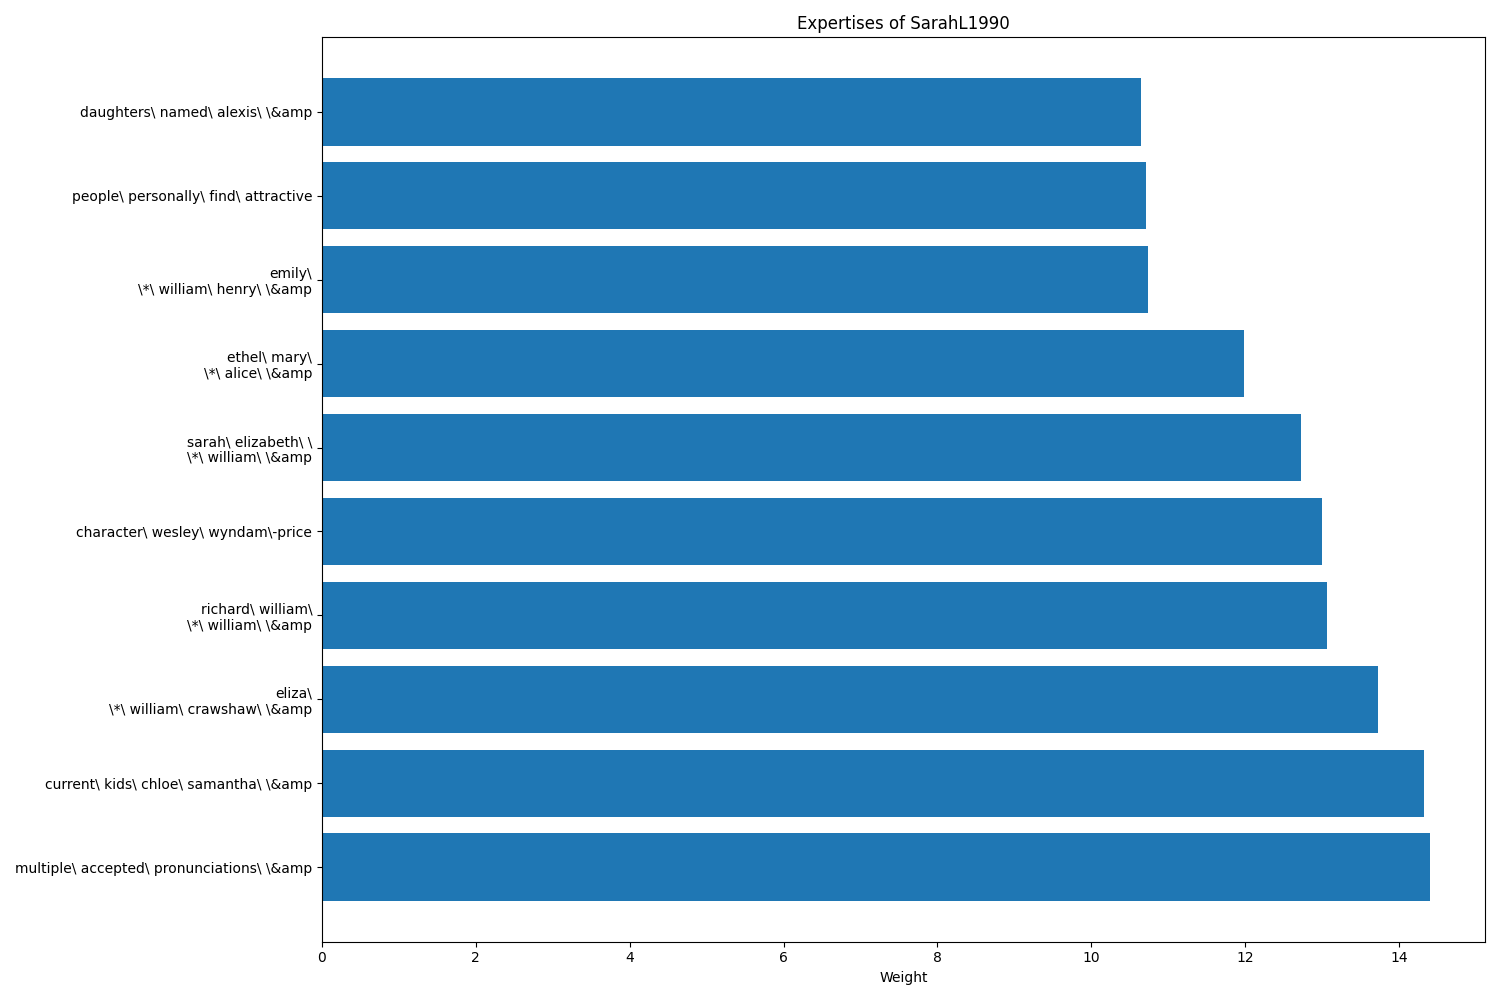 Expertises of SarahL1990
daughters\ named\ alexis\ \&amp
people\ personally\ find\ attractive
emily\
\*\ william\ henry\ \&amp
ethel\ mary\
\*\ alice\ \&amp
sarah\ elizabeth\ \
\*\ william\ \&amp
character\ wesley\ wyndam\-price
richard\ william\
\*\ william\ \&amp
eliza\
\*\ william\ crawshaw\ \&amp
current\ kids\ chloe\ samantha\ \&amp
multiple\ accepted\ pronunciations\ \&amp
0 2 4 6 8 10 12 14
Weight